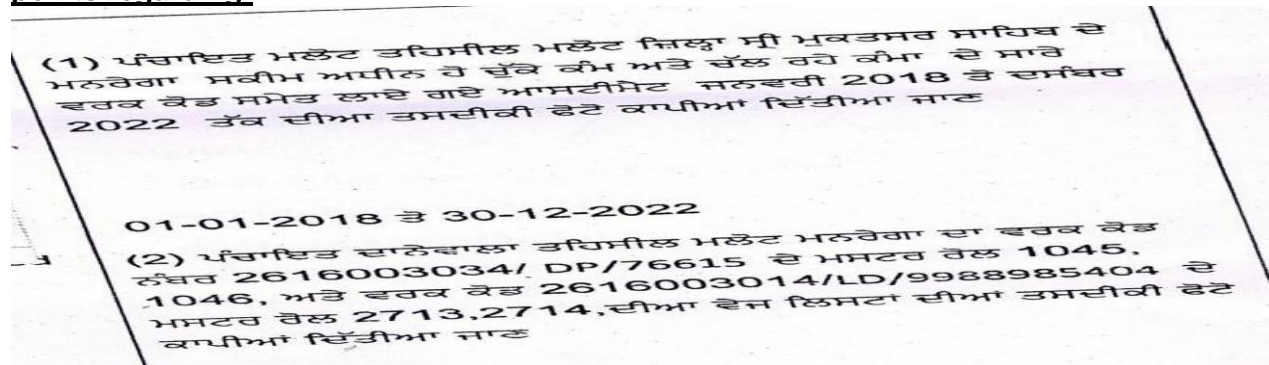 (1) ਪੰਚਾਇਤ ਮਲੋਟ ਤਹਿਸੀਲ ਮਲੋਟ ਜ਼ਿਲ੍ਹਾ ਸ੍ਰੀ ਮੁਕਤਸਰ ਸਾਹਿਬ ਦੇ
ਮਨਰੇਗਾ ਸਕੀਮ ਅਧੀਨ ਹੋ ਚੁੱਕੇ ਕੰਮ ਅਤੇ ਚੱਲ ਰਹੇ ਕੰਮਾ ਦੇ ਸਾਰੇ
ਵਰਕ ਕੋਡ ਸਮੇਤ ਲਾਏ ਗਏ ਆਸਟੀਮੇਟ ਜਨਵਰੀ 2018 ਤੋ ਦਸੰਬਰ
2022 ਤੱਕ ਦੀਆ ਤਸਦੀਕੀ ਫੋਟੋ ਕਾਪੀਆਂ ਦਿੱਤੀਆ ਜਾਣ
01-01-2018 ਤੋ 30-12-2022
(2) ਪੰਚਾਇਤ ਦਾਨੇਵਾਲਾ ਤਹਿਸੀਲ ਮਲੋਟ ਮਨਰੇਗਾ ਦਾ ਵਰਕ ਕੋਡ
ਨੰਬਰ 2616003034/ DP/76615 ਦੇ ਮਸਟਰ ਰੋਲ 1045,
1046, ਅਤੇ ਵਰਕ ਕੋਡ 2616003014/LD/9988985404 ਦੇ
ਮਸਟਰ ਰੋਲ 2713,2714,ਦੀਆਂ ਵੇਜ ਲਿਸਟਾਂ ਦੀਆਂ ਤਸਦੀਕੀ ਫੋਟੋ
ਕਾਪੀਆਂ ਦਿੱਤੀਆ ਜਾਣ